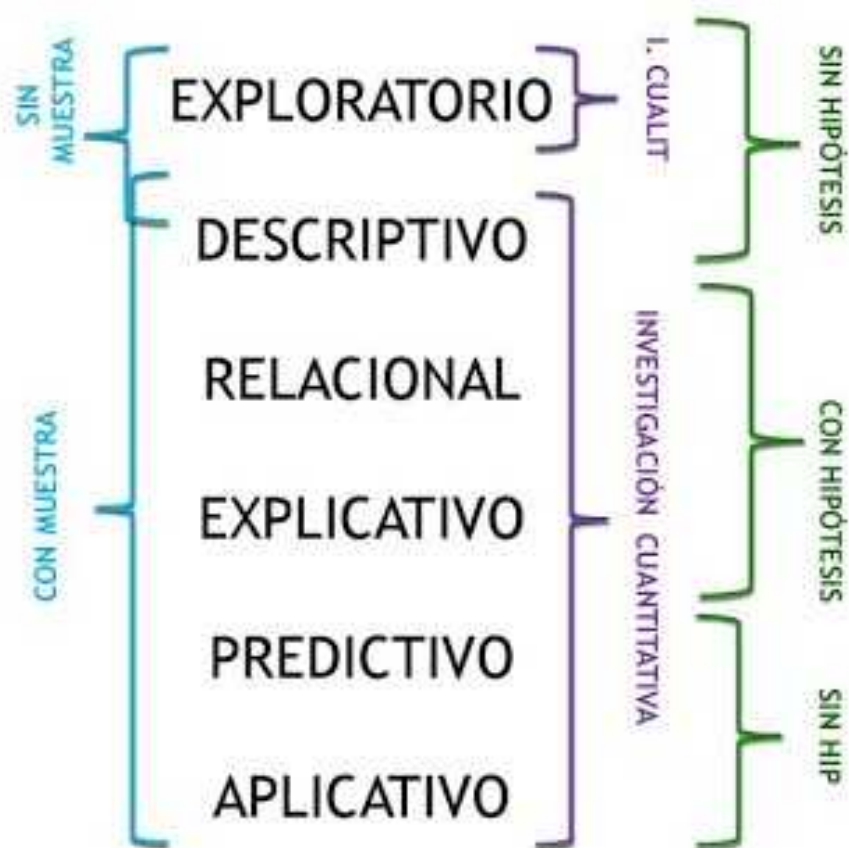 SIN
MUESTRA
CON MUESTRA
EXPLORATORIO
DESCRIPTIVO
RELACIONAL
EXPLICATIVO
PREDICTIVO
APLICATIVO
I. CUALIT
INVESTIGACIÓN CUANTITATIVA
SIN HIPÓTESIS
CON HIPÓTESIS
SIN HIP